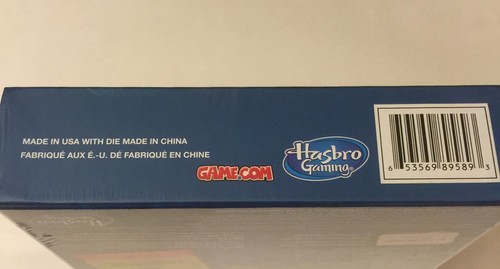 MADE IN USA WITH DIE MADE IN CHINA
FABRIQUÉ AUX É.-U. DÉ FABRIQUÉ EN CHINE
GAME.COM
Hasbro
Gaming
6 53569 89589 3